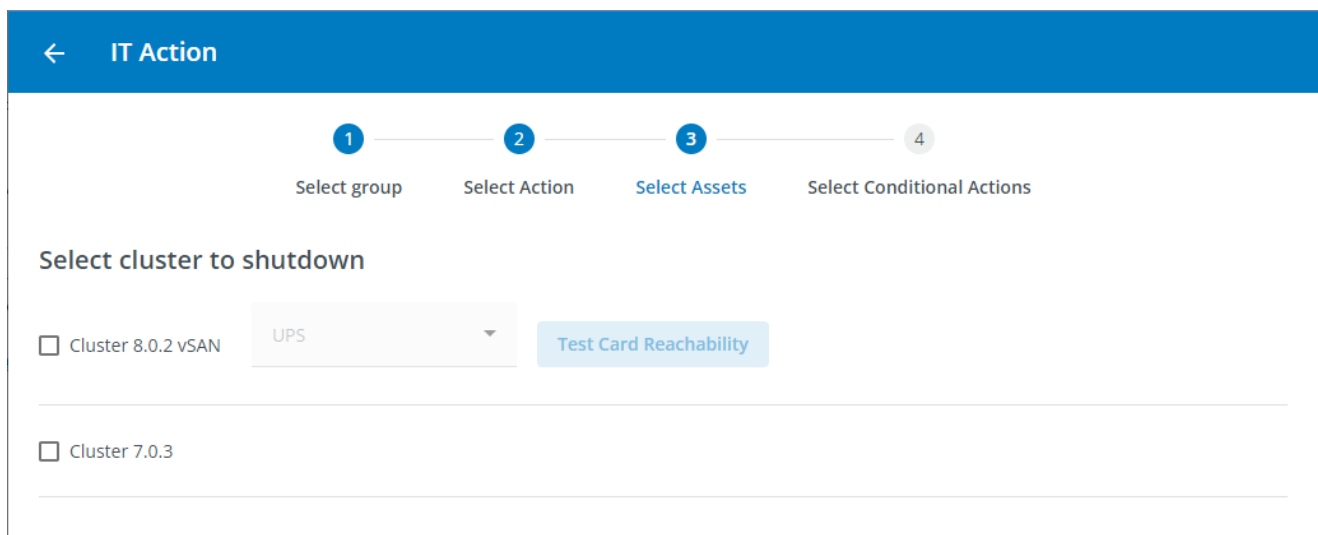 IT Action
1 2 3 4
Select group Select Action Select Assets Select Conditional Actions
Select cluster to shutdown
Cluster 8.0.2 vSAN UPS Test Card Reachability
Cluster 7.0.3